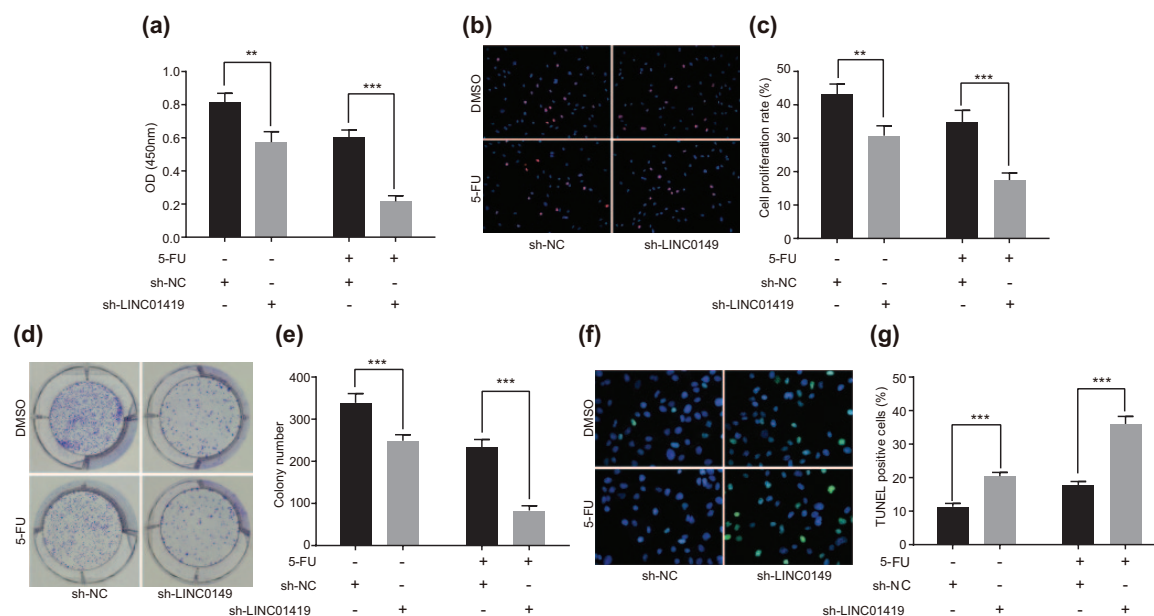 (a)
**
***
1.0
0.8
0.6
0.4
0.2
0.0
OD (450nm)
5-FU - - + +
sh-NC + - + -
sh-LINC01419 - + - +
(b)
DMSO
5-FU
sh-NC sh-LINC0149
(c)
**
***
50
40
30
20
10
0
Cell proliferation rate (%)
5-FU - - + +
sh-NC + - + -
sh-LINC01419 - + - +
(d)
DMSO
5-FU
sh-NC sh-LINC0149
(e)
***
***
400
300
200
100
0
Colony number
5-FU - - + +
sh-NC + - + -
sh-LINC01419 - + - +
(f)
DMSO
5-FU
sh-NC sh-LINC0149
(g)
***
***
50
40
30
20
10
0
TUNEL positive cells (%)
5-FU - - + +
sh-NC + - + -
sh-LINC01419 - + - +